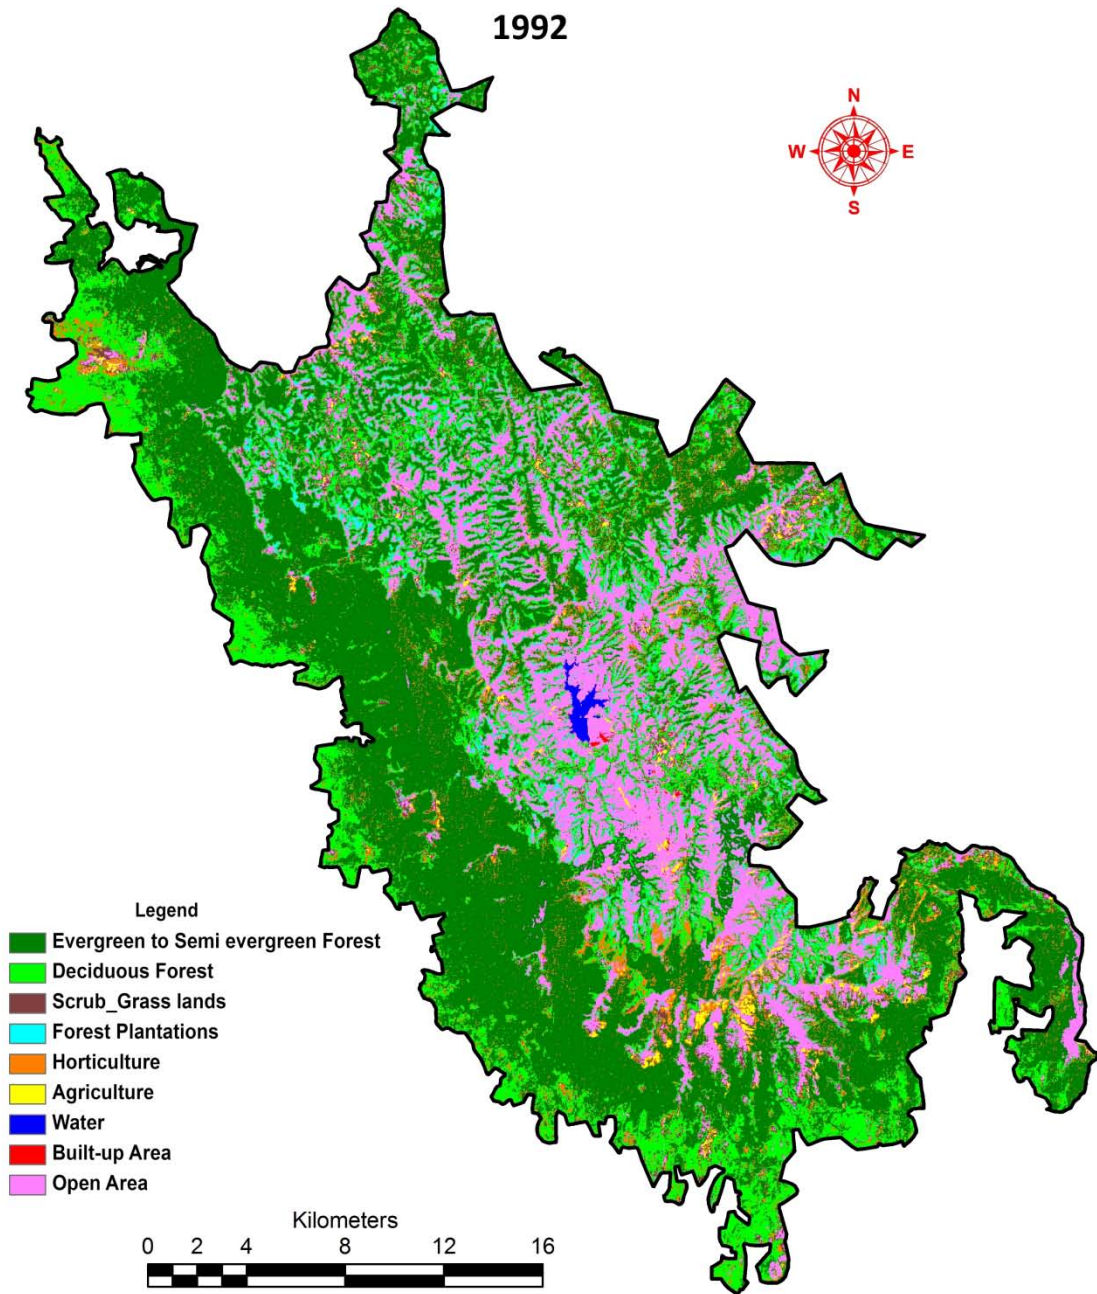 1992
N
W E
S
Legend
Evergreen to Semi evergreen Forest
Deciduous Forest
Scrub_Grass lands
Forest Plantations
Horticulture
Agriculture
Water
Built-up Area
Open Area
Kilometers
0 2 4 8 12 16